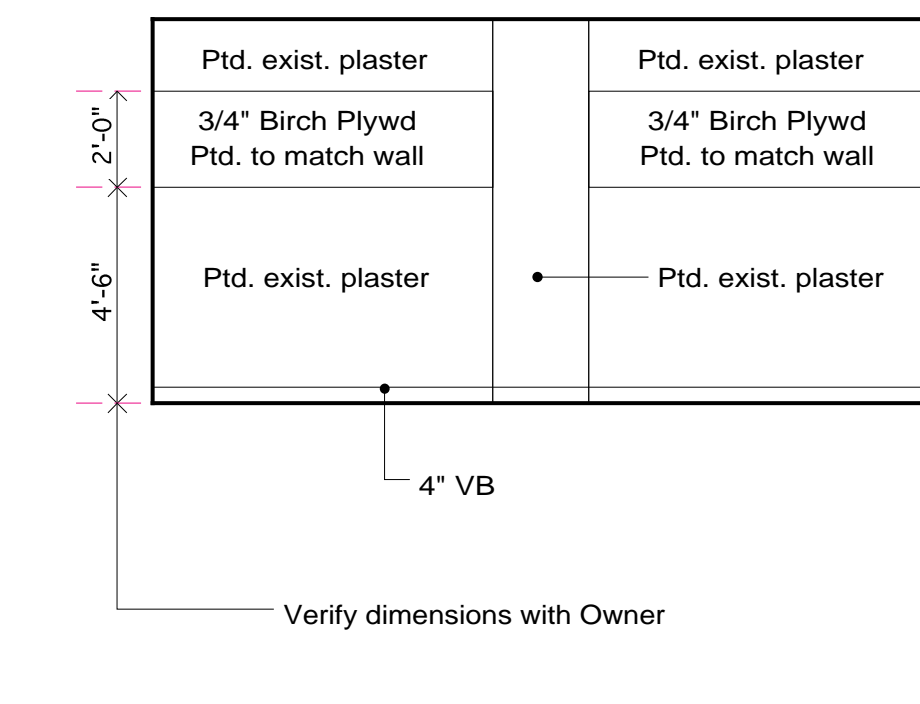 Ptd. exist. plaster
Ptd. exist. plaster
2'-0"
3/4" Birch Plywd
Ptd. to match wall
3/4" Birch Plywd
Ptd. to match wall
4'-6"
Ptd. exist. plaster
Ptd. exist. plaster
4" VB
Verify dimensions with Owner